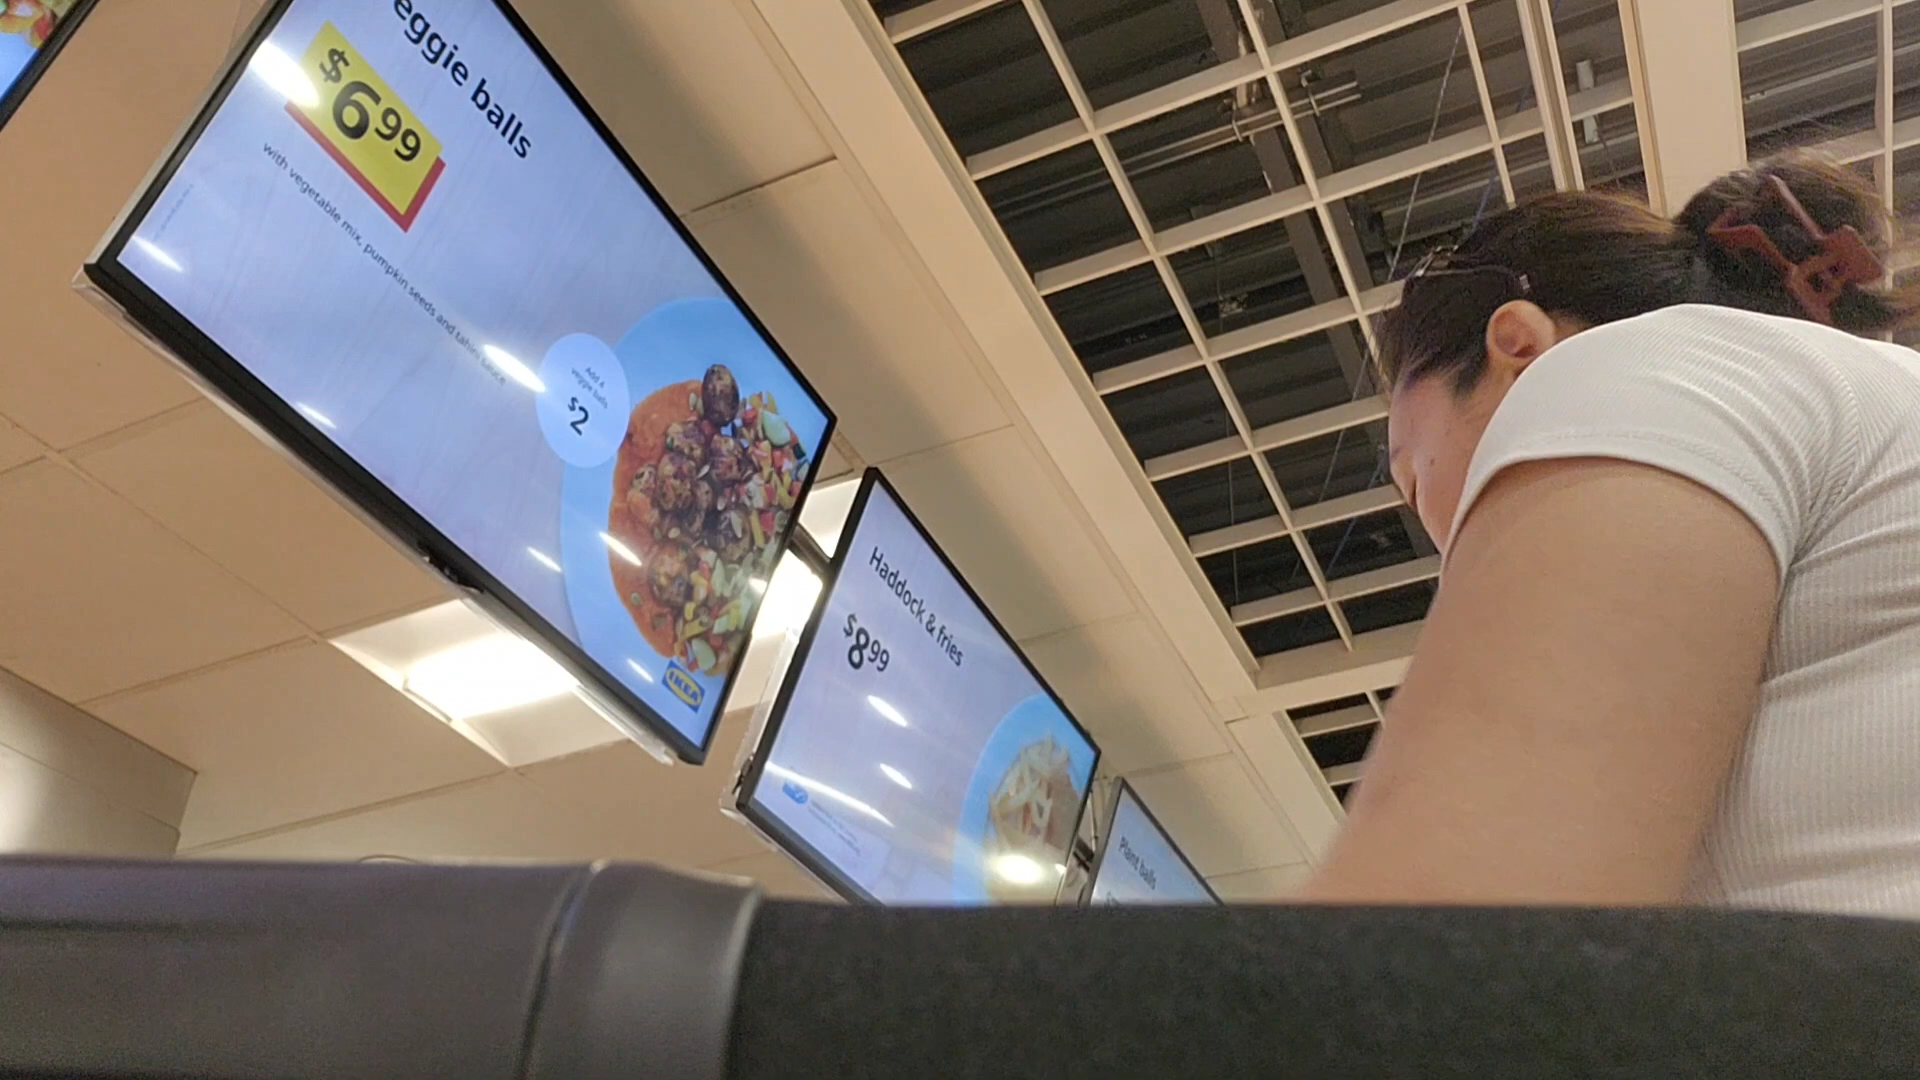 eggie balls
$699
with vegetable mix, pumpkin seeds and tahini sauce
Add 4
veggie balls
$2
IKEA
Haddock & fries
$899
Plant balls